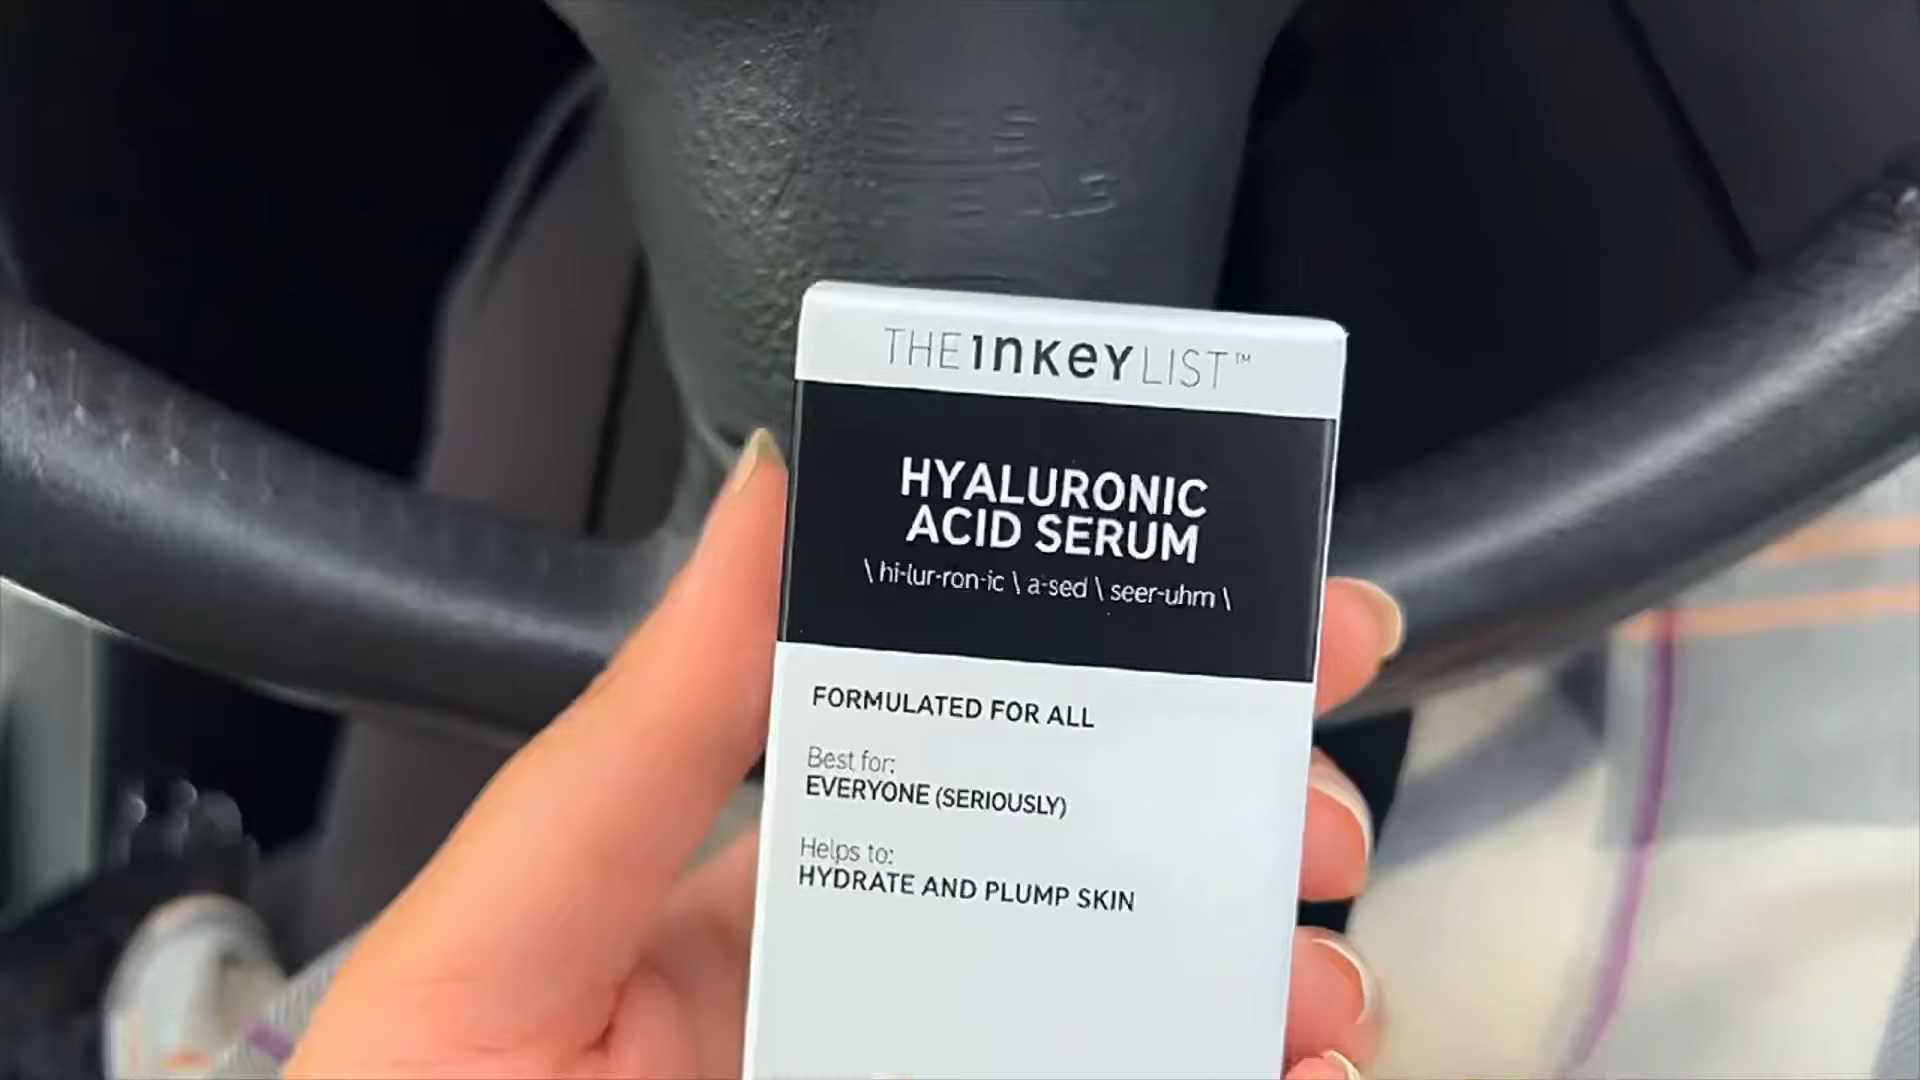 THE INKEY LIST™
HYALURONIC
ACID SERUM
\ hi-lur-ron-ic \ a-sed \ seer-uhm \
FORMULATED FOR ALL
Best for:
EVERYONE (SERIOUSLY)
Helps to:
HYDRATE AND PLUMP SKIN